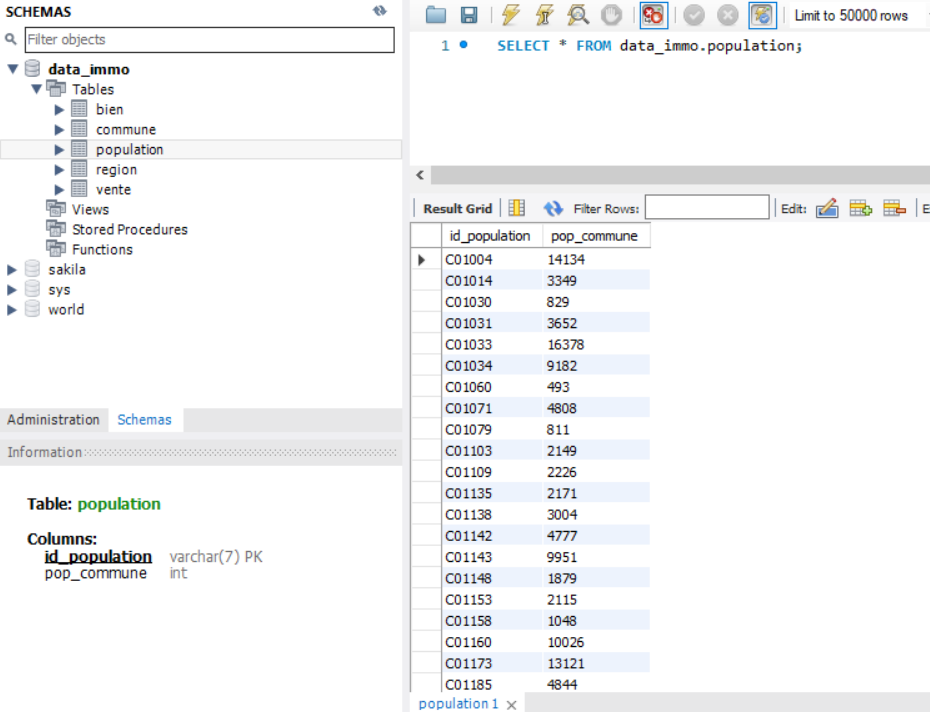 SCHEMAS
Filter objects
data_immo
Tables
bien
commune
population
region
vente
Views
Stored Procedures
Functions
sakila
sys
world
Administration Schemas
Information
Table: population
Columns:
id_population varchar(7) PK
pop_commune int
Limit to 50000 rows
1 SELECT * FROM data_immo.population;
Result Grid Filter Rows: Edit: E
id_population pop_commune
C01004 14134
C01014 3349
C01030 829
C01031 3652
C01033 16378
C01034 9182
C01060 493
C01071 4808
C01079 811
C01103 2149
C01109 2226
C01135 2171
C01138 3004
C01142 4777
C01143 9951
C01148 1879
C01153 2115
C01158 1048
C01160 10026
C01173 13121
C01185 4844
population 1